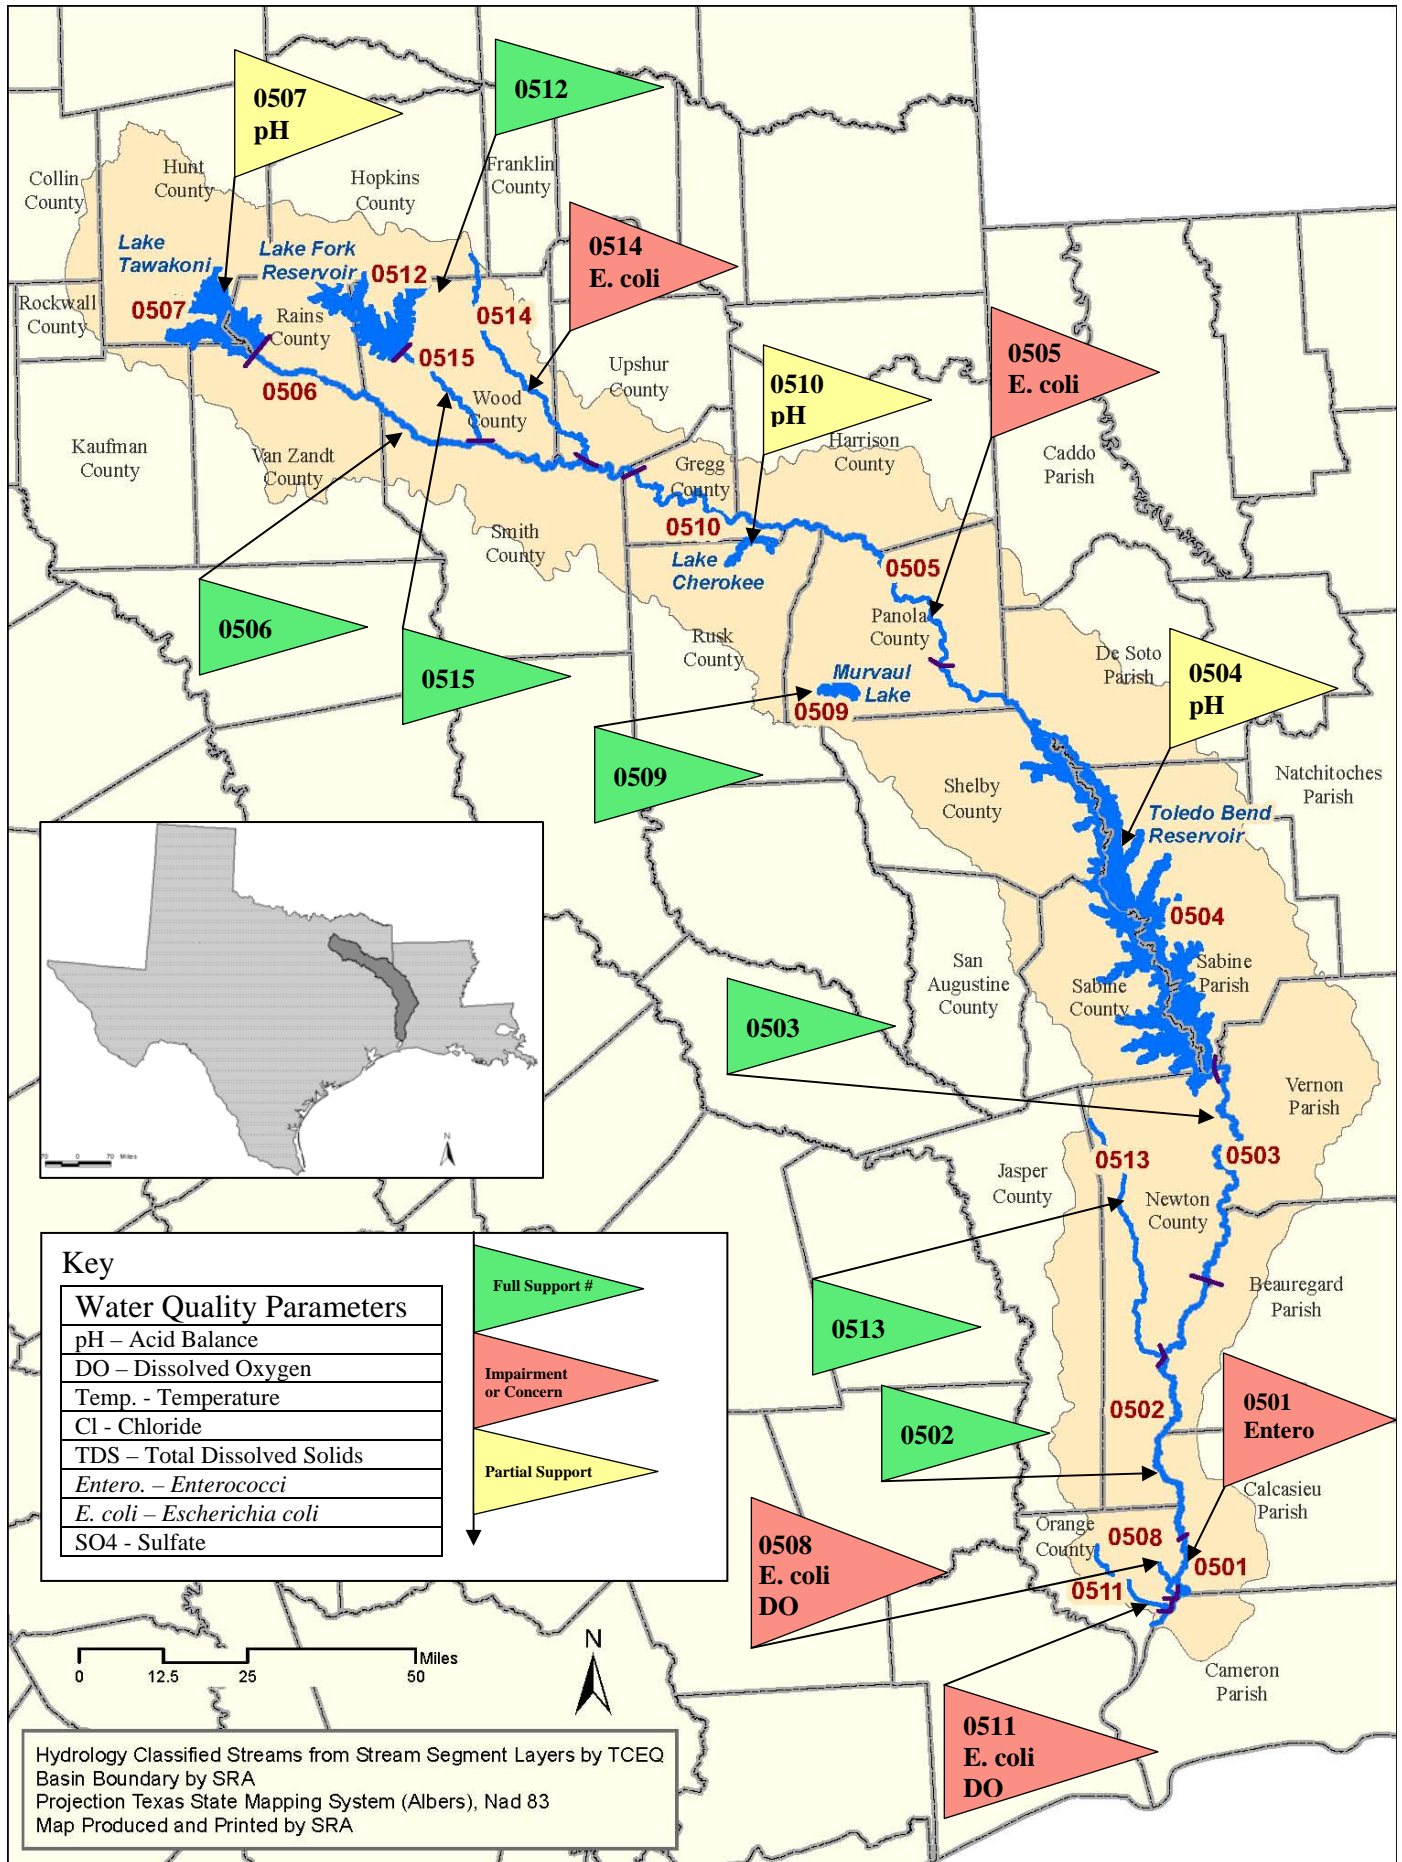 0507
pH
0512
Collin
County
Hunt
County
Hopkins
County
Franklin
County
0514
E. coli
Lake
Tawakoni
Lake Fork
Reservoir
0512
Rockwall
County
0507
Rains
County
0514
0505
E. coli
0515
0506
Upshur
County
0510
pH
Wood
County
Kaufman
County
Van Zandt
County
Harrison
County
Caddo
Parish
Gregg
County
Smith
County
0510
Lake
Cherokee
0505
0506
0515
Rusk
County
Panola
County
De Soto
Parish
0504
pH
Murvaul
Lake
0509
0509
Shelby
County
Natchitoches
Parish
Toledo Bend
Reservoir
0504
San
Augustine
County
Sabine
County
Sabine
Parish
0503
Vernon
Parish
70 0 70 Miles
N
0513
0503
Jasper
County
Newton
County
Key
Water Quality Parameters
pH – Acid Balance
DO – Dissolved Oxygen
Temp. - Temperature
Cl - Chloride
TDS – Total Dissolved Solids
Entero. – Enterococci
E. coli – Escherichia coli
SO4 - Sulfate
Full Support #
Impairment
or Concern
Partial Support
Beauregard
Parish
0513
0502
0501
Entero
0502
Calcasieu
Parish
0508
E. coli
DO
Orange
County
0508
0501
0511
Cameron
Parish
0511
E. coli
DO
Miles
0 12.5 25 50
N
Hydrology Classified Streams from Stream Segment Layers by TCEQ
Basin Boundary by SRA
Projection Texas State Mapping System (Albers), Nad 83
Map Produced and Printed by SRA